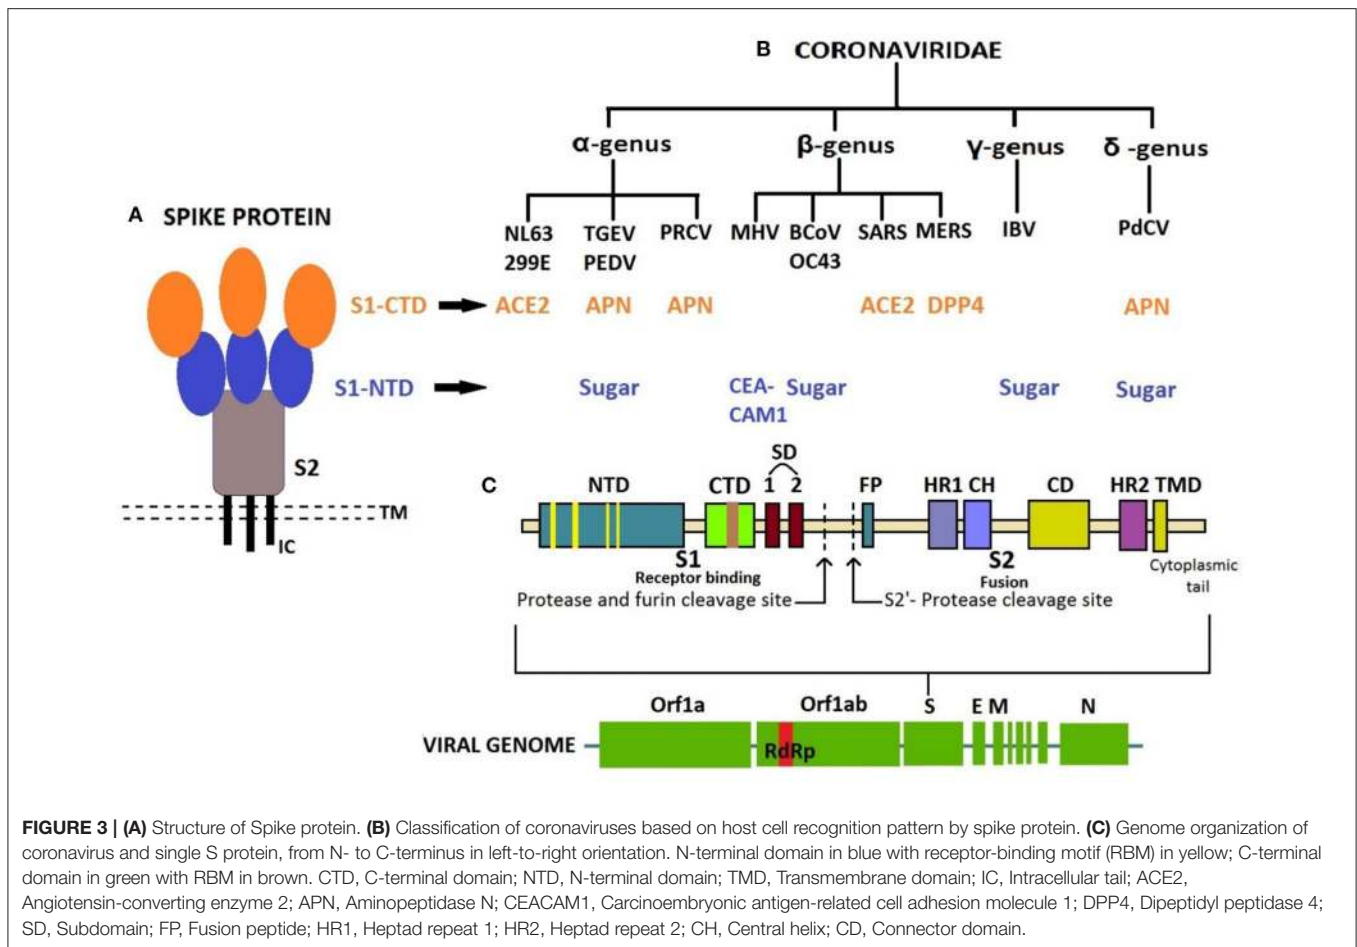 B CORONAVIRIDAE
α-genus β-genus γ-genus δ -genus
A SPIKE PROTEIN
NL63 TGEV PRCV MHV BCoV SARS MERS IBV PdCV
299E PEDV OC43
S1-CTD ACE2 APN APN ACE2 DPP4 APN
S1-NTD Sugar CEA- Sugar Sugar Sugar
CAM1
S2
TM
IC
C NTD CTD SD 1 2 FP HR1 CH CD HR2 TMD
S1 S2
Receptor binding Fusion
Cytoplasmic
tail
Protease and furin cleavage site S2'- Protease cleavage site
Orf1a Orf1ab S E M N
VIRAL GENOME RdRp
FIGURE 3 | (A) Structure of Spike protein. (B) Classification of coronaviruses based on host cell recognition pattern by spike protein. (C) Genome organization of
coronavirus and single S protein, from N- to C-terminus in left-to-right orientation. N-terminal domain in blue with receptor-binding motif (RBM) in yellow; C-terminal
domain in green with RBM in brown. CTD, C-terminal domain; NTD, N-terminal domain; TMD, Transmembrane domain; IC, Intracellular tail; ACE2,
Angiotensin-converting enzyme 2; APN, Aminopeptidase N; CEACAM1, Carcinoembryonic antigen-related cell adhesion molecule 1; DPP4, Dipeptidyl peptidase 4;
SD, Subdomain; FP, Fusion peptide; HR1, Heptad repeat 1; HR2, Heptad repeat 2; CH, Central helix; CD, Connector domain.